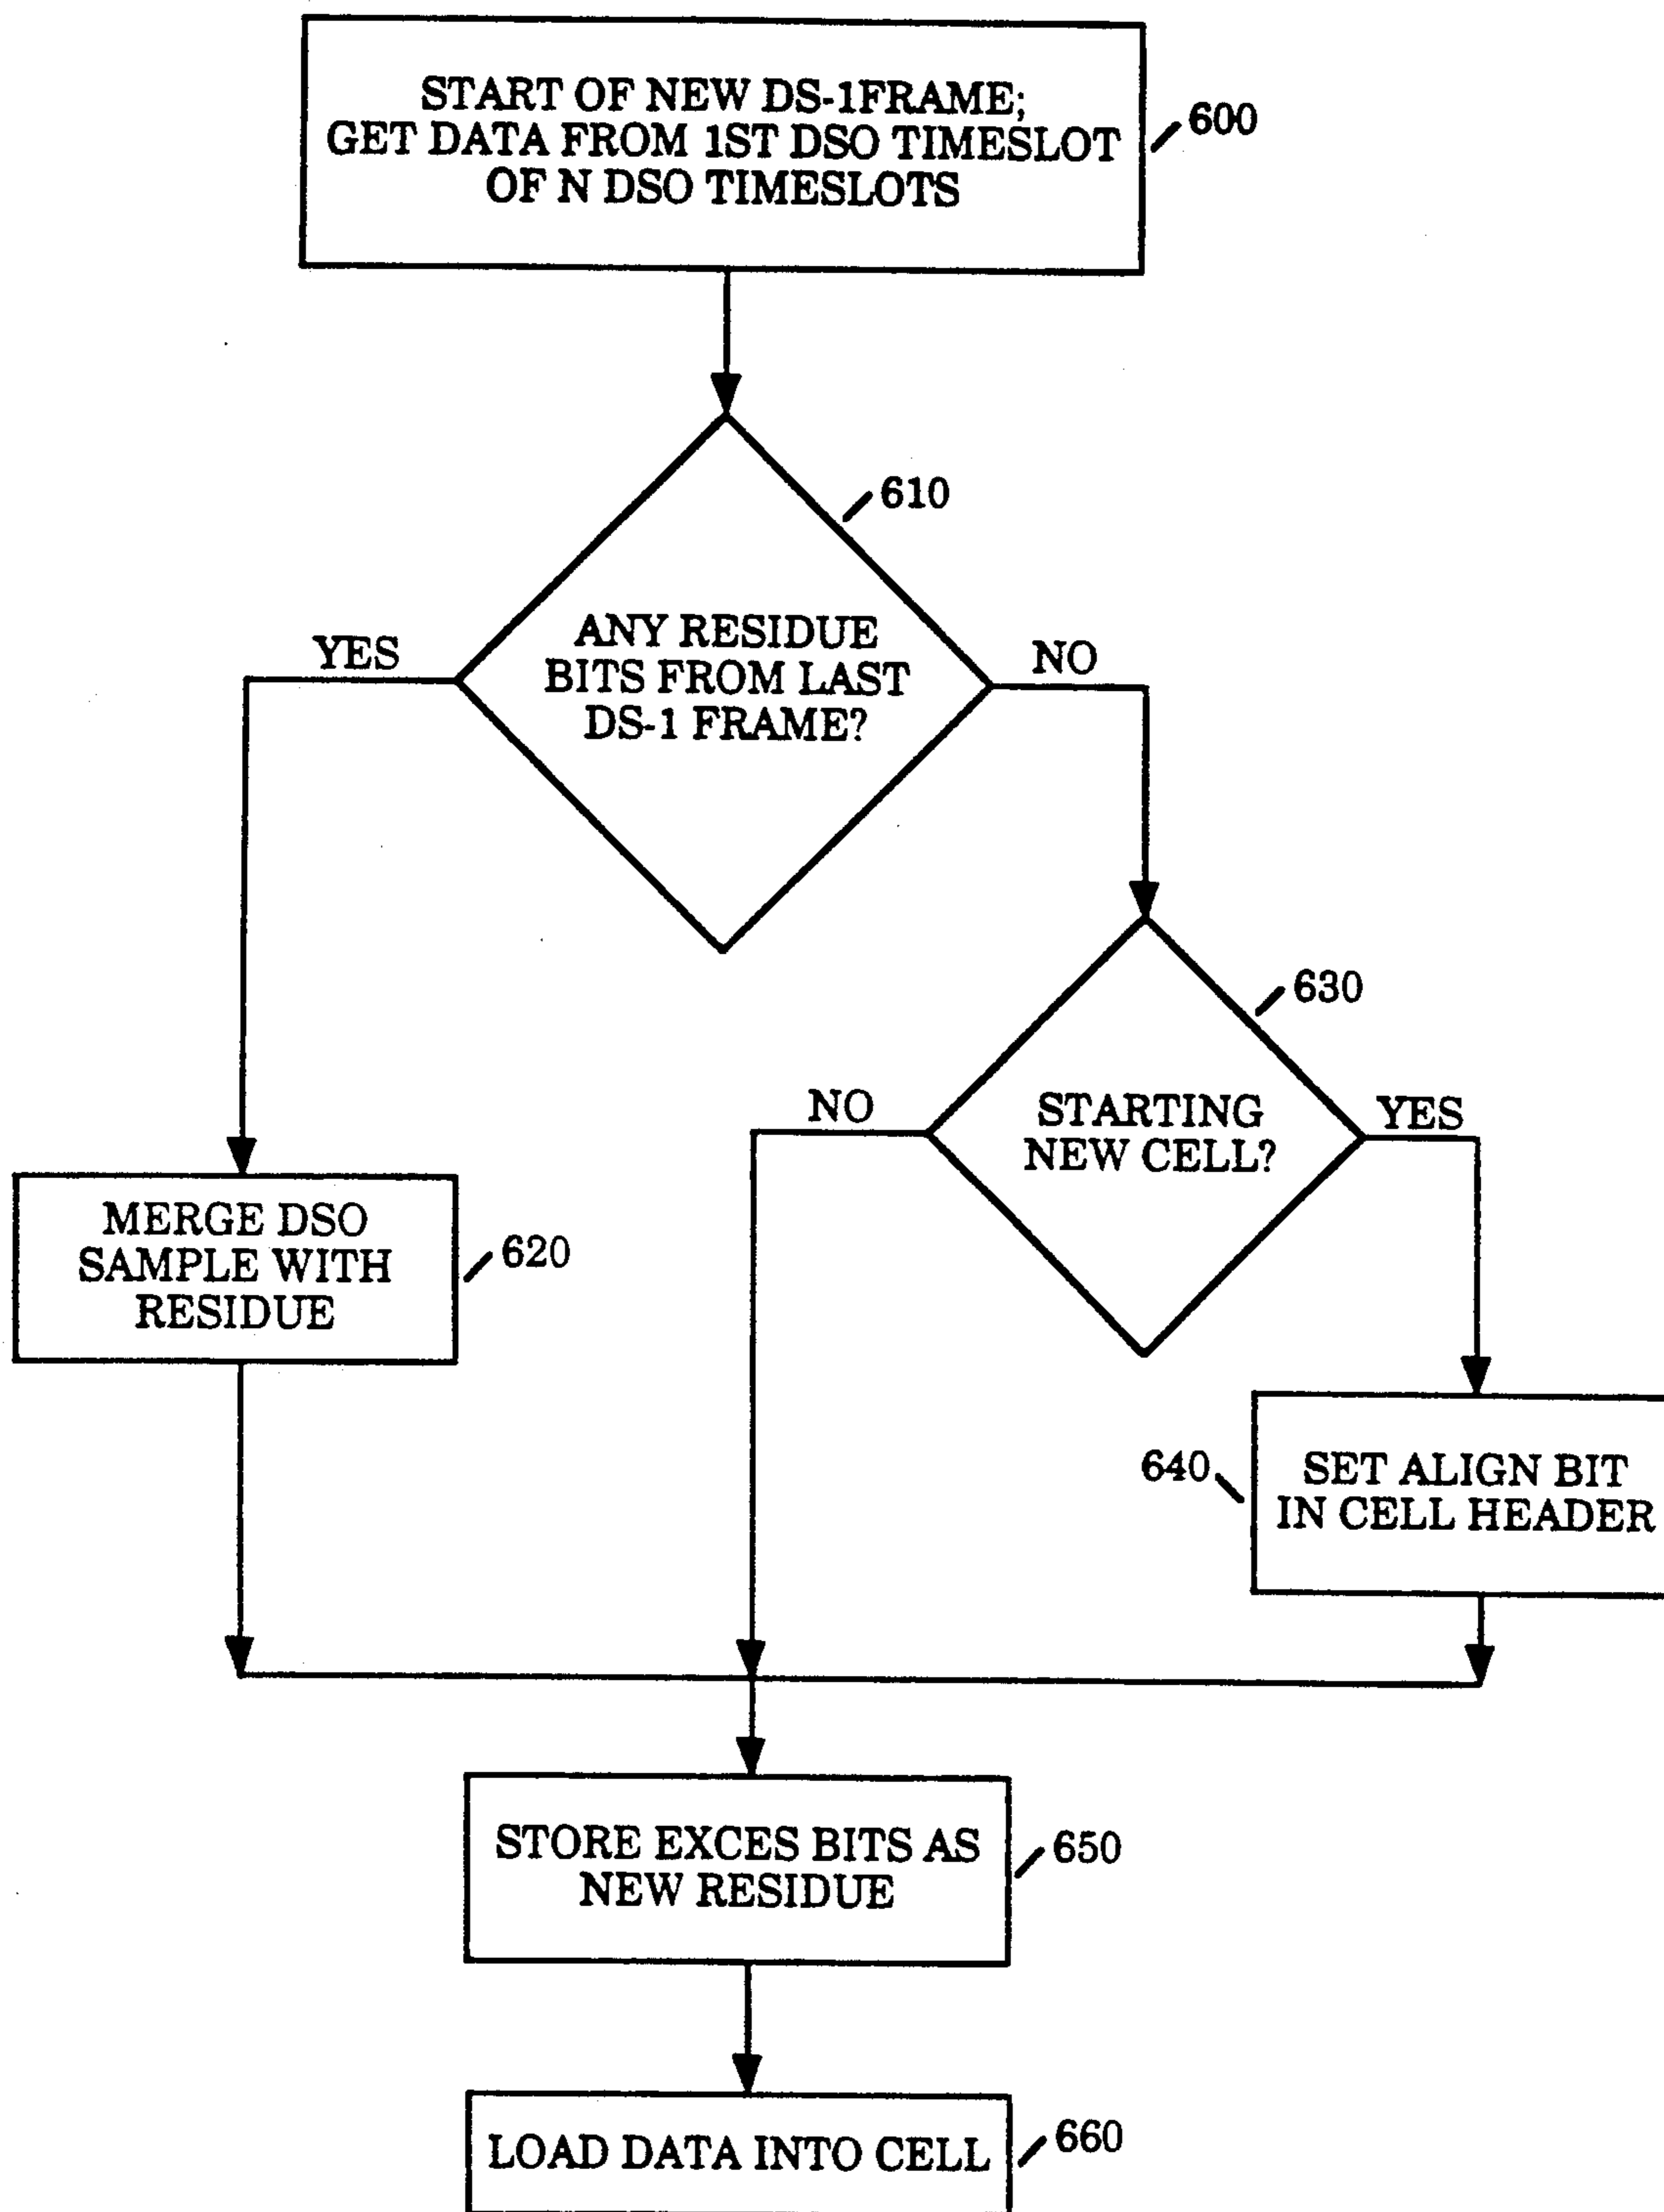 START OF NEW DS-1FRAME;
GET DATA FROM 1ST DSO TIMESLOT
OF N DSO TIMESLOTS
600
610
ANY RESIDUE
BITS FROM LAST
DS-1 FRAME?
YES
NO
630
STARTING
NEW CELL?
NO
YES
MERGE DSO
SAMPLE WITH
RESIDUE
620
640
SET ALIGN BIT
IN CELL HEADER
STORE EXCES BITS AS
NEW RESIDUE
650
LOAD DATA INTO CELL
660